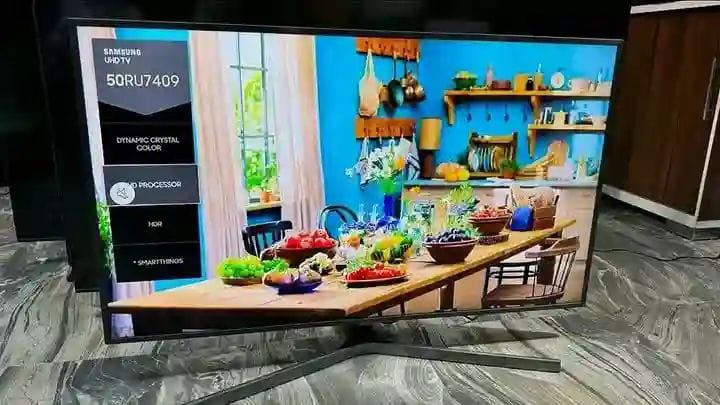 SAMSUNG
UHD TV
50RU7409
DYNAMIC CRYSTAL
COLOR
PROCESSOR
HDR
* SMARTTHINGS